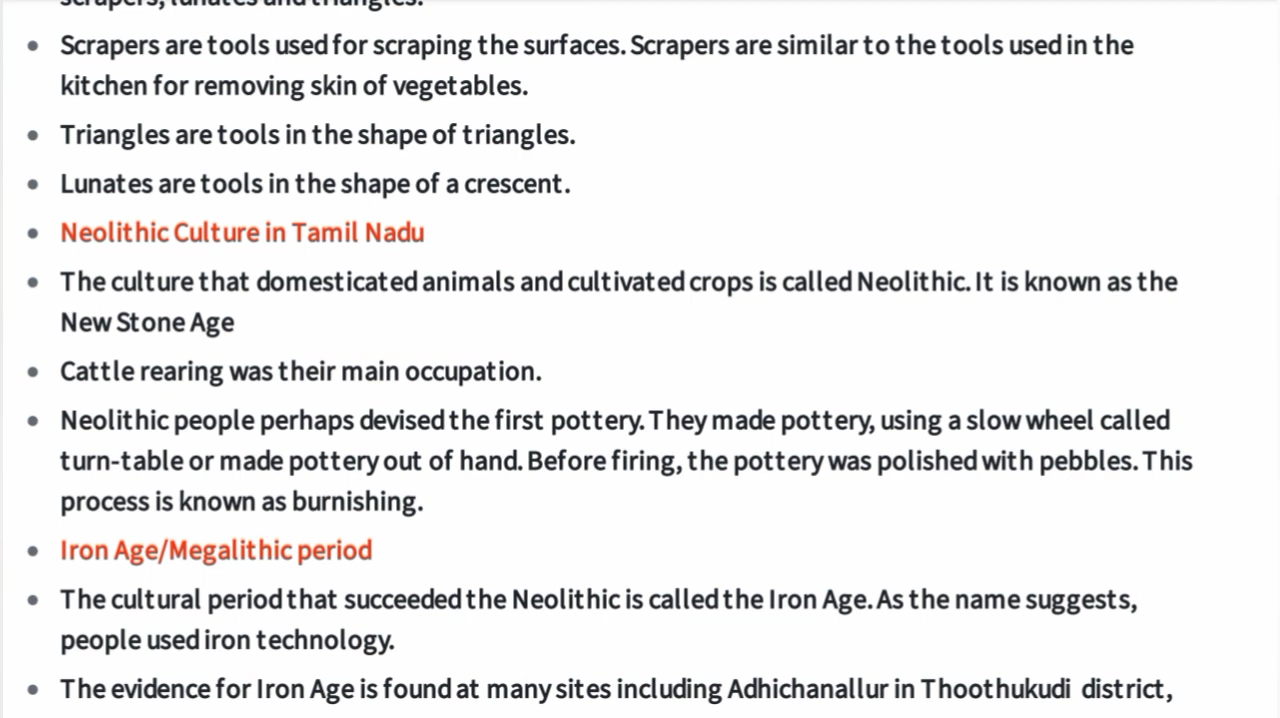 scrapers, lunates and triangles.
Scrapers are tools used for scraping the surfaces. Scrapers are similar to the tools used in the
kitchen for removing skin of vegetables.
Triangles are tools in the shape of triangles.
Lunates are tools in the shape of a crescent.
Neolithic Culture in Tamil Nadu
The culture that domesticated animals and cultivated crops is called Neolithic. It is known as the
New Stone Age
Cattle rearing was their main occupation.
Neolithic people perhaps devised the first pottery. They made pottery, using a slow wheel called
turn-table or made pottery out of hand. Before firing, the pottery was polished with pebbles. This
process is known as burnishing.
Iron Age/Megalithic period
The cultural period that succeeded the Neolithic is called the Iron Age. As the name suggests,
people used iron technology.
The evidence for Iron Age is found at many sites including Adhichanallur in Thoothukudi district,